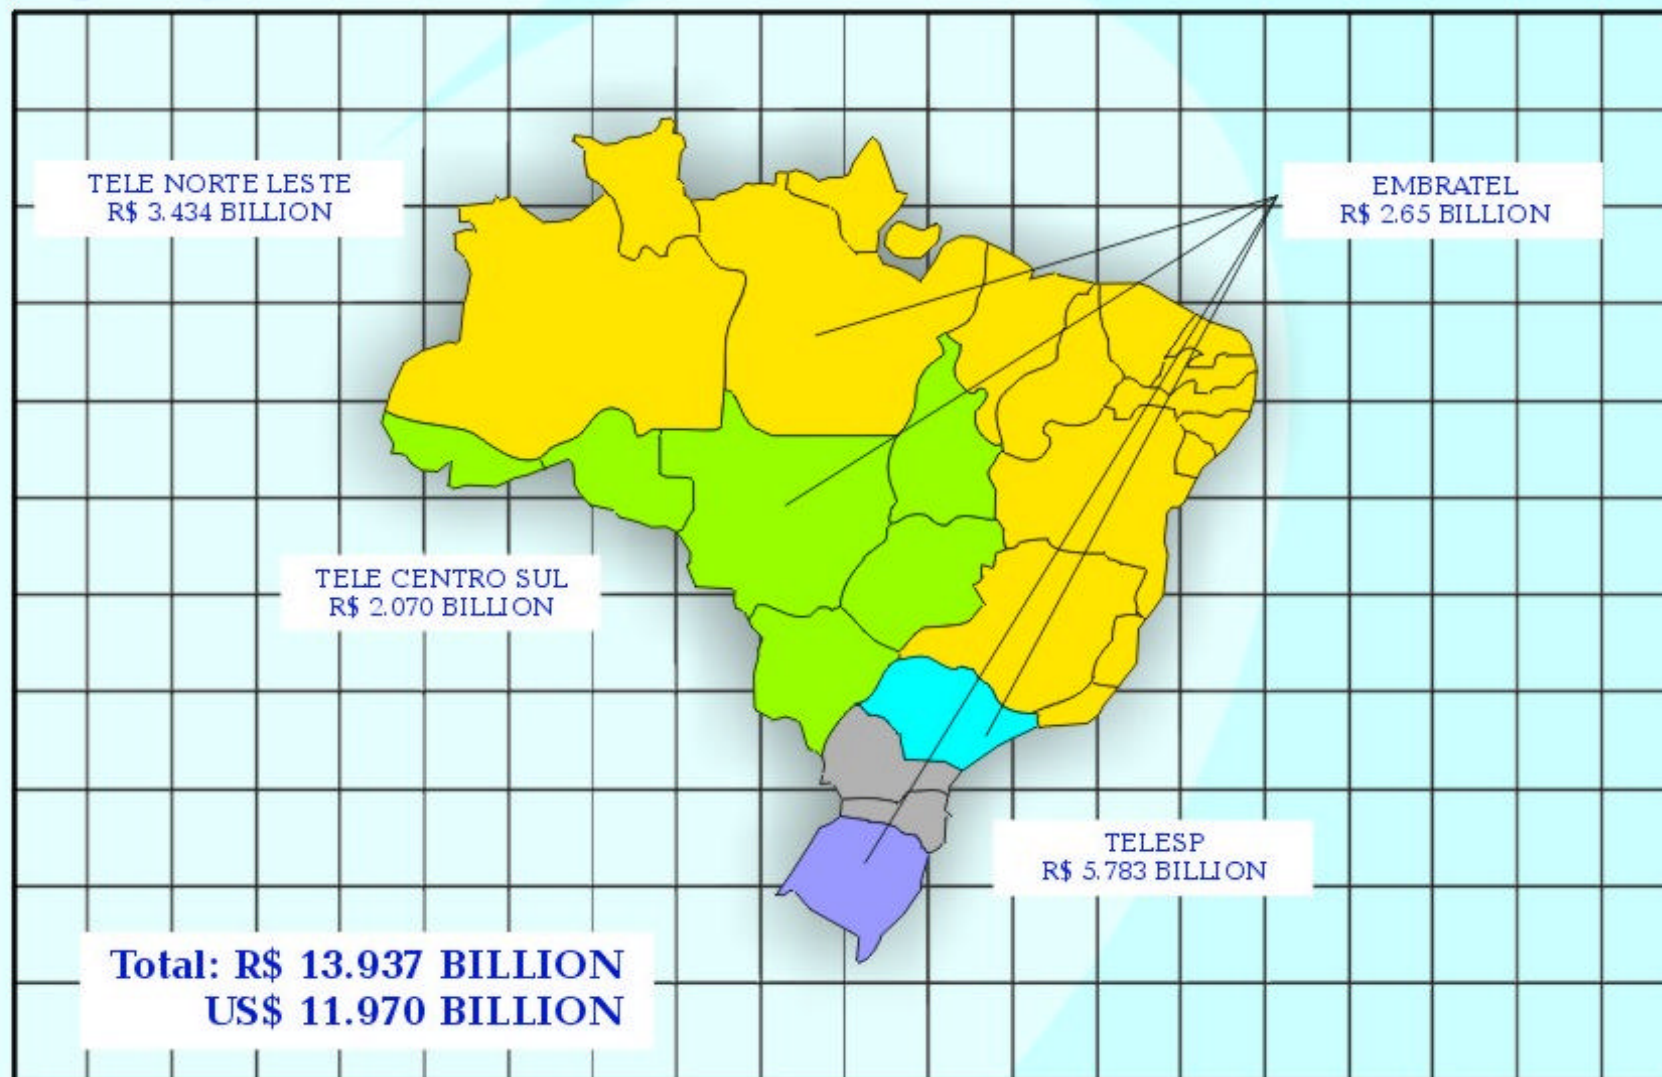 TELE NORTE LESTE
R$ 3.434 BILLION
EMBRATEL
R$ 2.65 BILLION
TELE CENTRO SUL
R$ 2.070 BILLION
TELESP
R$ 5.783 BILLION
Total: R$ 13.937 BILLION
US$ 11.970 BILLION